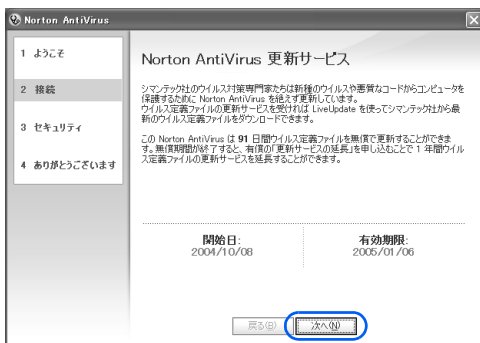 Norton AntiVirus
1 ようこそ
2 接続
3 セキュリティ
4 ありがとうございます
Norton AntiVirus 更新サービス
シマンテック社のウイルス対策専門家たちは新種のウイルスや悪質なコードからコンピュータを
保護するために Norton AntiVirus を絶えず更新しています。
ウイルス定義ファイルの更新サービスを受ければ LiveUpdate を使ってシマンテック社から最
新のウイルス定義ファイルをダウンロードできます。
この Norton AntiVirus は 91 日間ウイルス定義ファイルを無償で更新することができま
す。無償期間が終了すると、有償の「更新サービスの延長」を申し込むことで 1 年間ウイル
ス定義ファイルの更新サービスを延長することができます。
開始日:
2004/10/08
有効期限:
2005/01/06
戻る(B)
次へ(N)